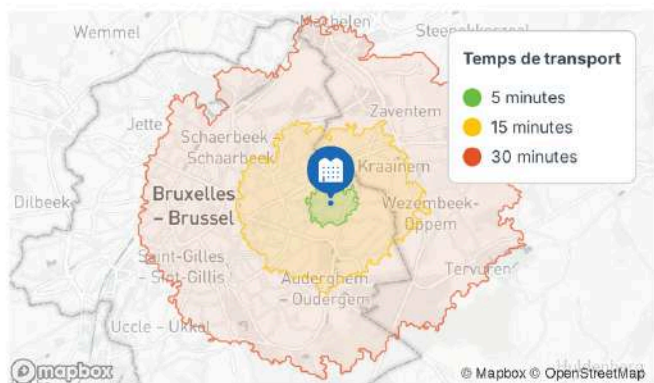 Machelen
Steenokkerzeel
Wemmel
Temps de transport
5 minutes
15 minutes
30 minutes
Jette
Zaventem
Schaerbeek –
Schaarbeek
Kraainem
Bruxelles
– Brussel
Dilbeek
Wezembeek-
Oppem
Saint-Gilles
– Sint-Gillis
Auderghem
– Oudergem
Tervuren
Uccle – Ukkel
mapbox
© Mapbox © OpenStreetMap